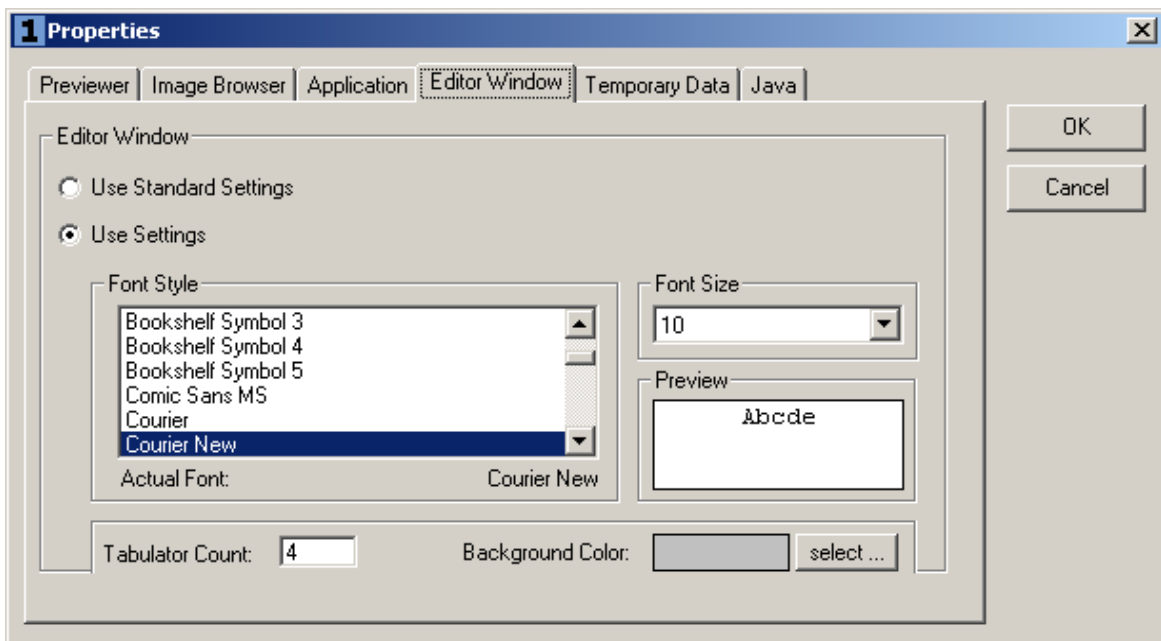 1 Properties
Previewer Image Browser Application Editor Window Temporary Data Java
OK
Cancel
Editor Window
Use Standard Settings
Use Settings
Font Style
Bookshelf Symbol 3
Bookshelf Symbol 4
Bookshelf Symbol 5
Comic Sans MS
Courier
Courier New
Actual Font: Courier New
Font Size
10
Preview
Abcde
Tabulator Count: 4 Background Color: select ...